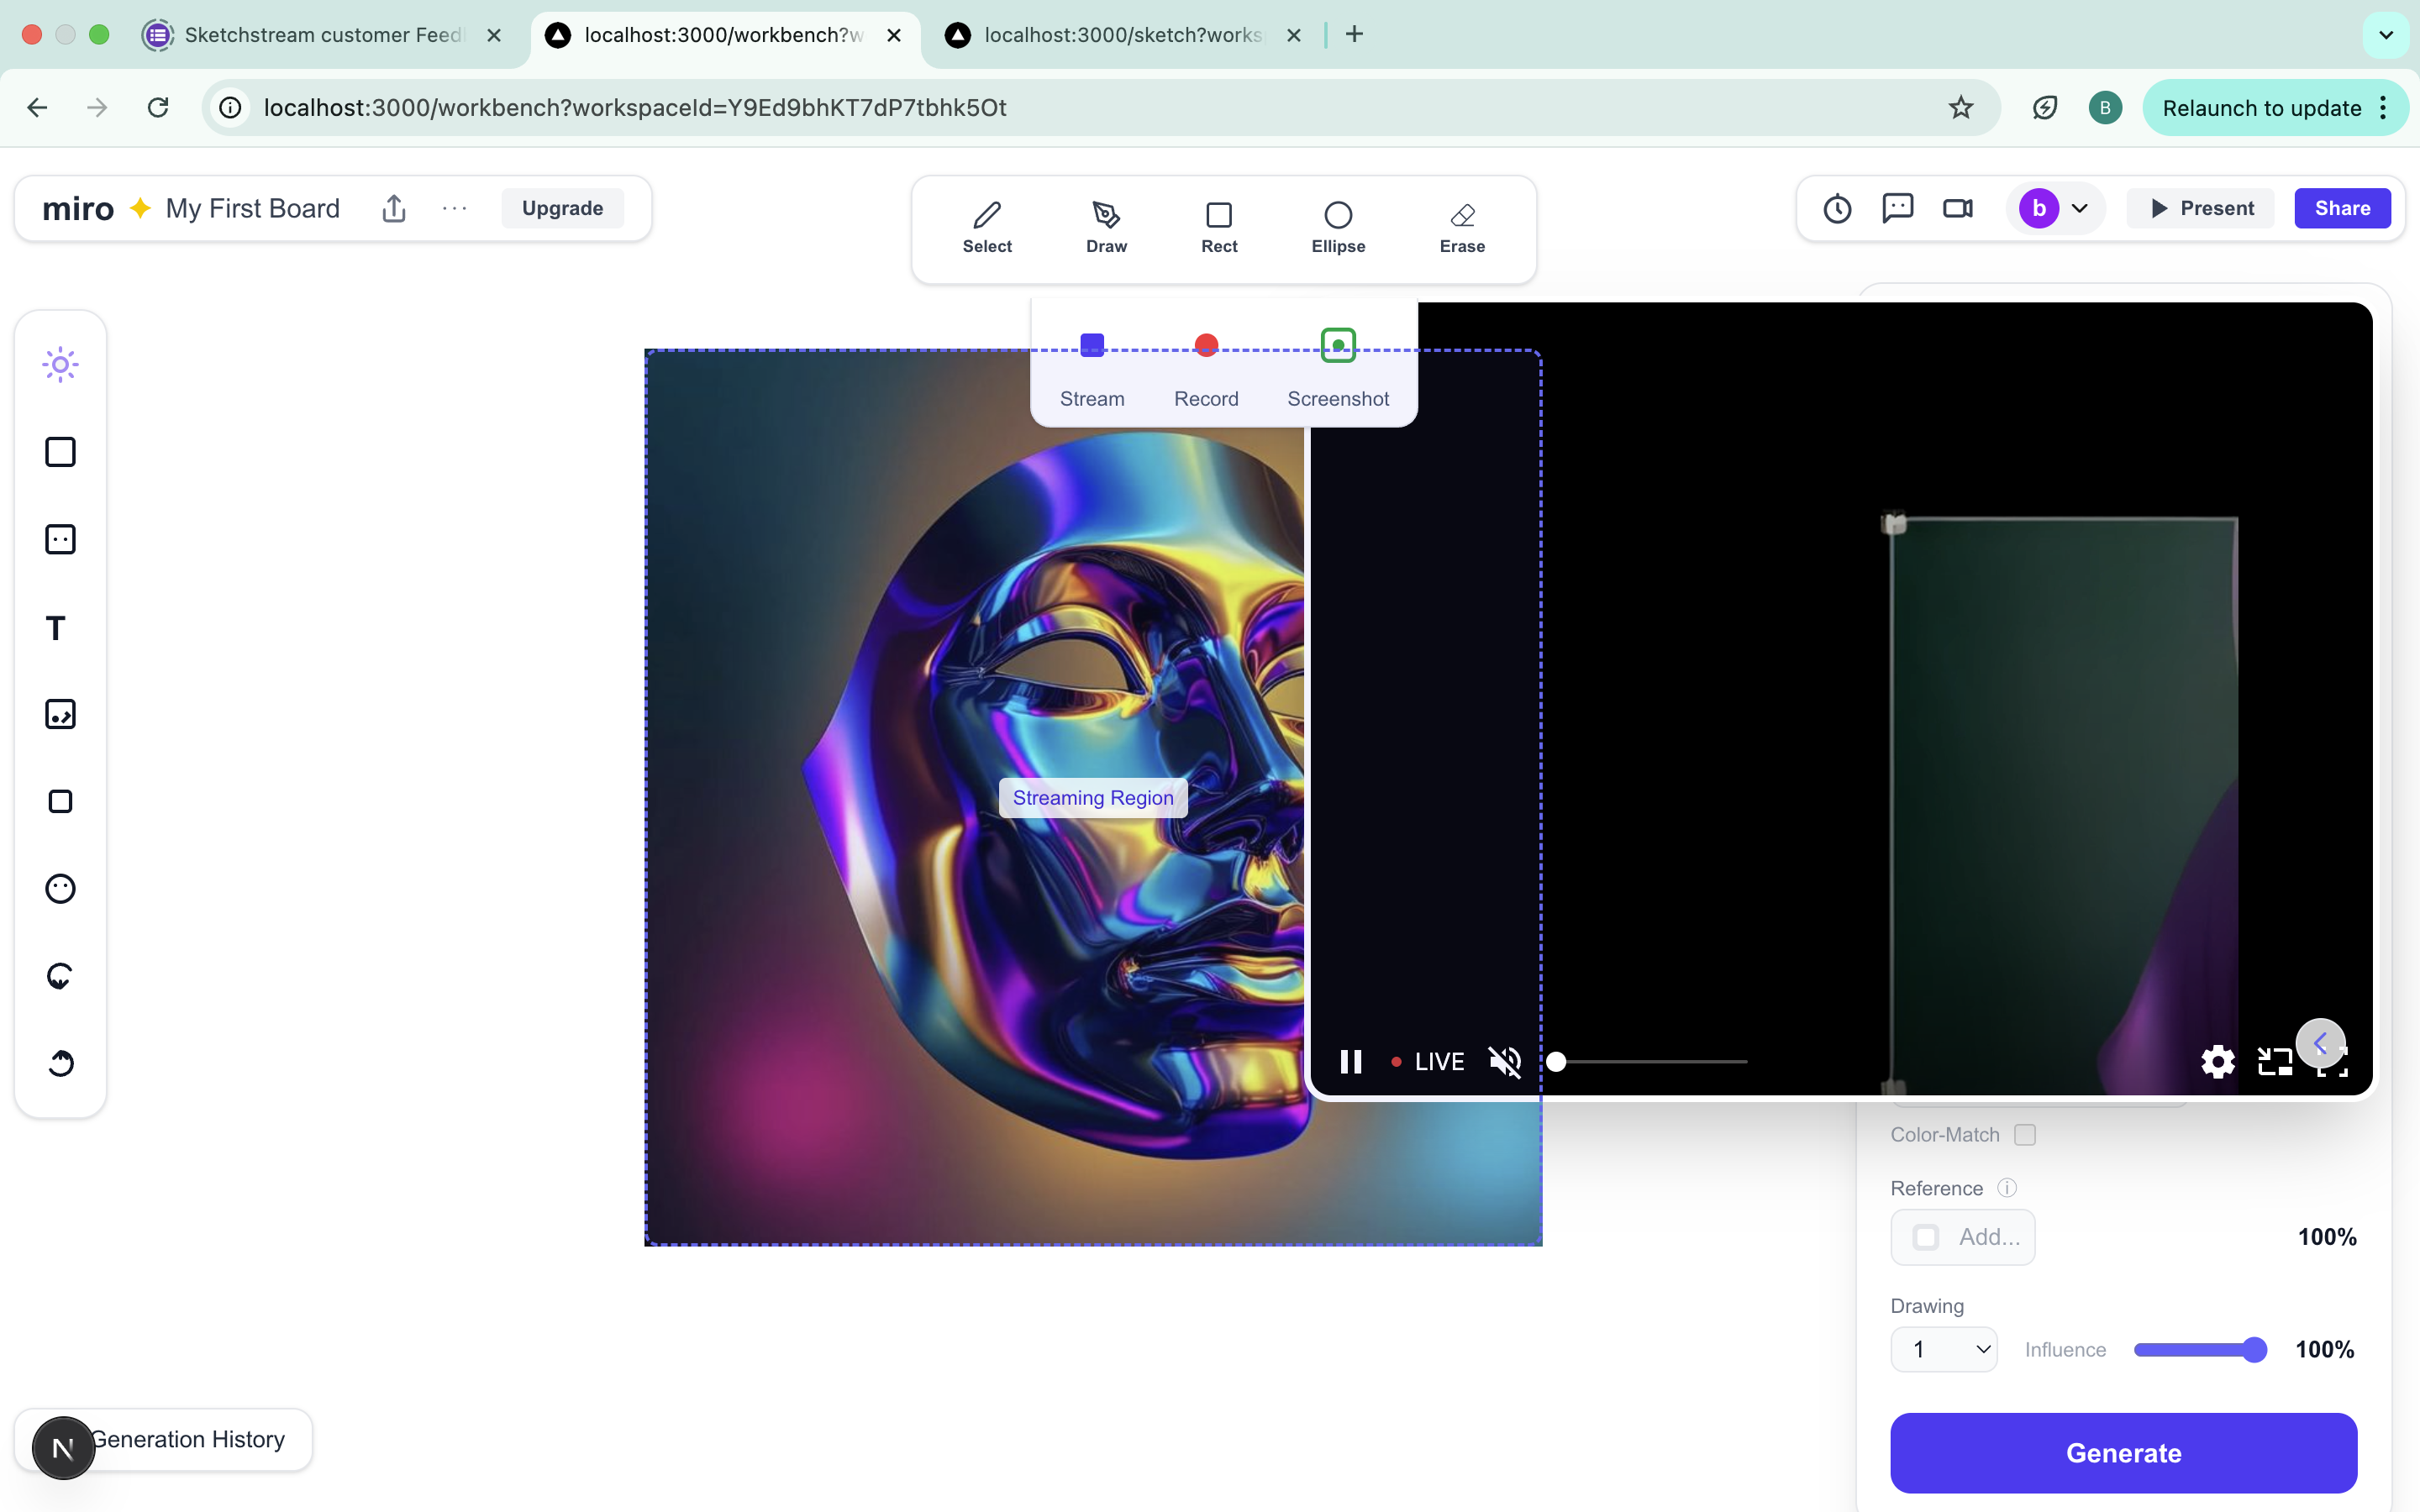 Sketchstream customer Feed
localhost:3000/workbench?w
localhost:3000/sketch?works
localhost:3000/workbench?workspaceId=Y9Ed9bhKT7dP7tbhk5Ot
B
Relaunch to update
miro
My First Board
Upgrade
Select
Draw
Rect
Ellipse
Erase
b
Present
Share
Stream
Record
Screenshot
T
Streaming Region
LIVE
Color-Match
Reference
Add...
100%
Drawing
1
Influence
100%
Generate
N
Generation History